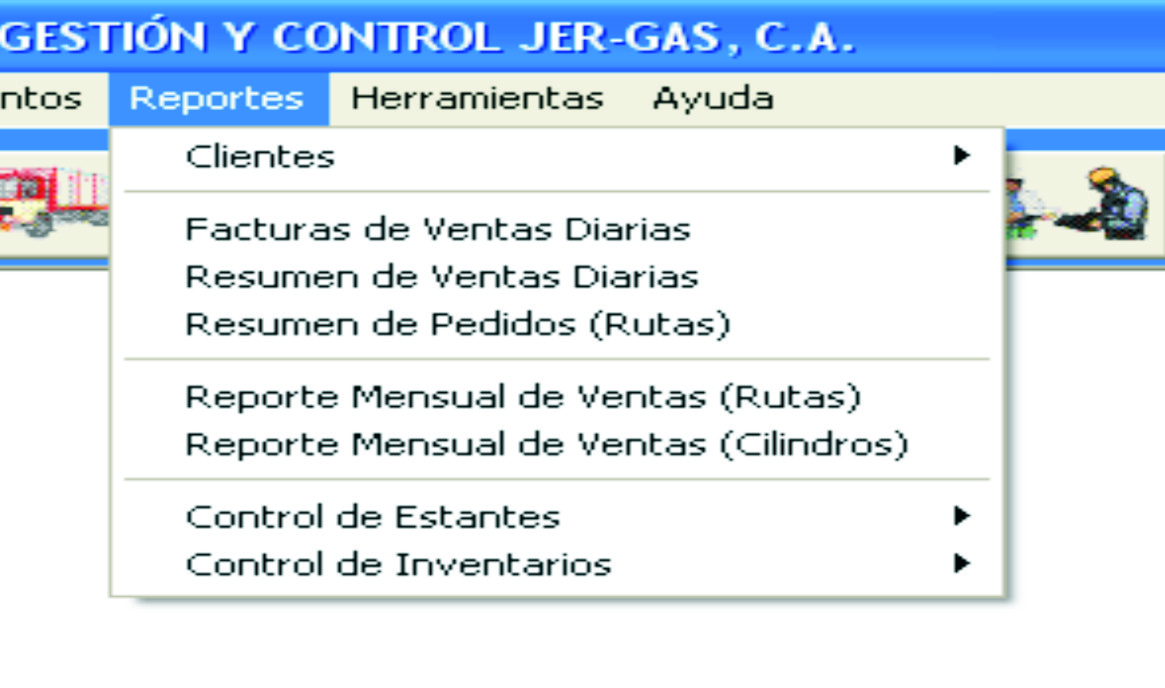 GESTIÓN Y CONTROL JER-GAS, C.A.
ntos Reportes Herramientas Ayuda
Clientes
Facturas de Ventas Diarias
Resumen de Ventas Diarias
Resumen de Pedidos (Rutas)
Reporte Mensual de Ventas (Rutas)
Reporte Mensual de Ventas (Cilindros)
Control de Estantes
Control de Inventarios